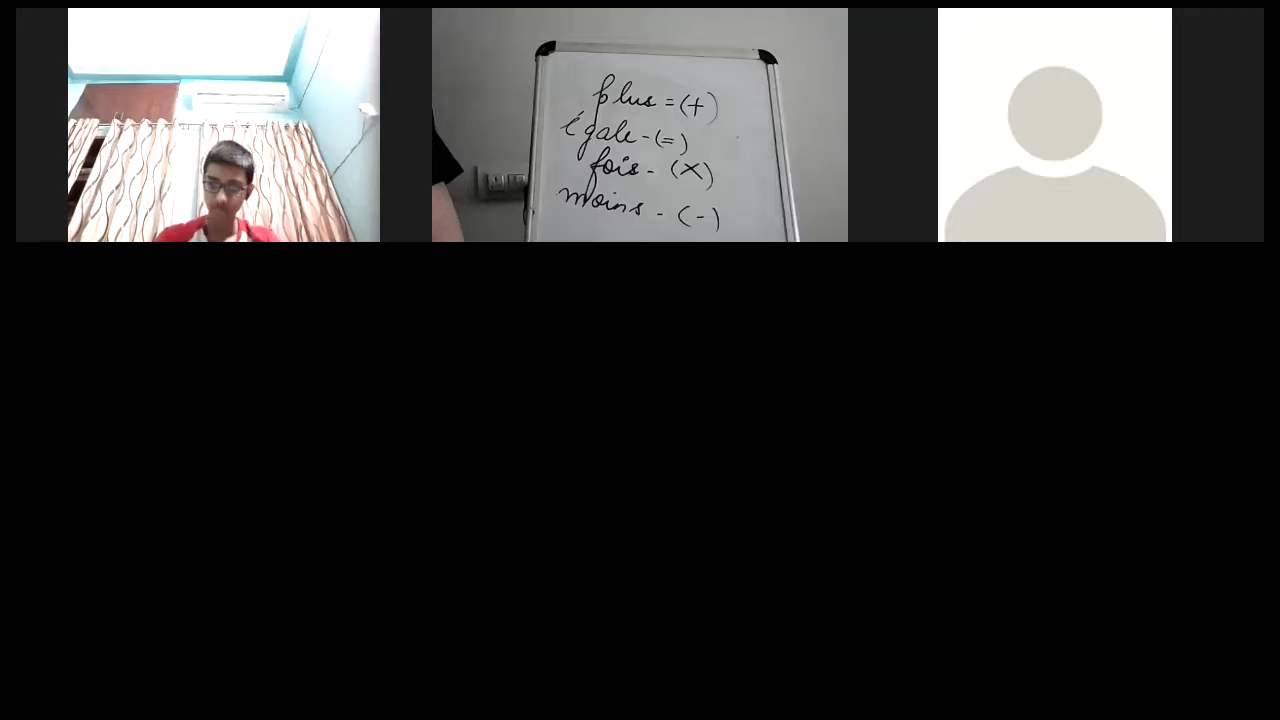 plus = (+)
égale - (=)
fois - (×)
moins - (-)